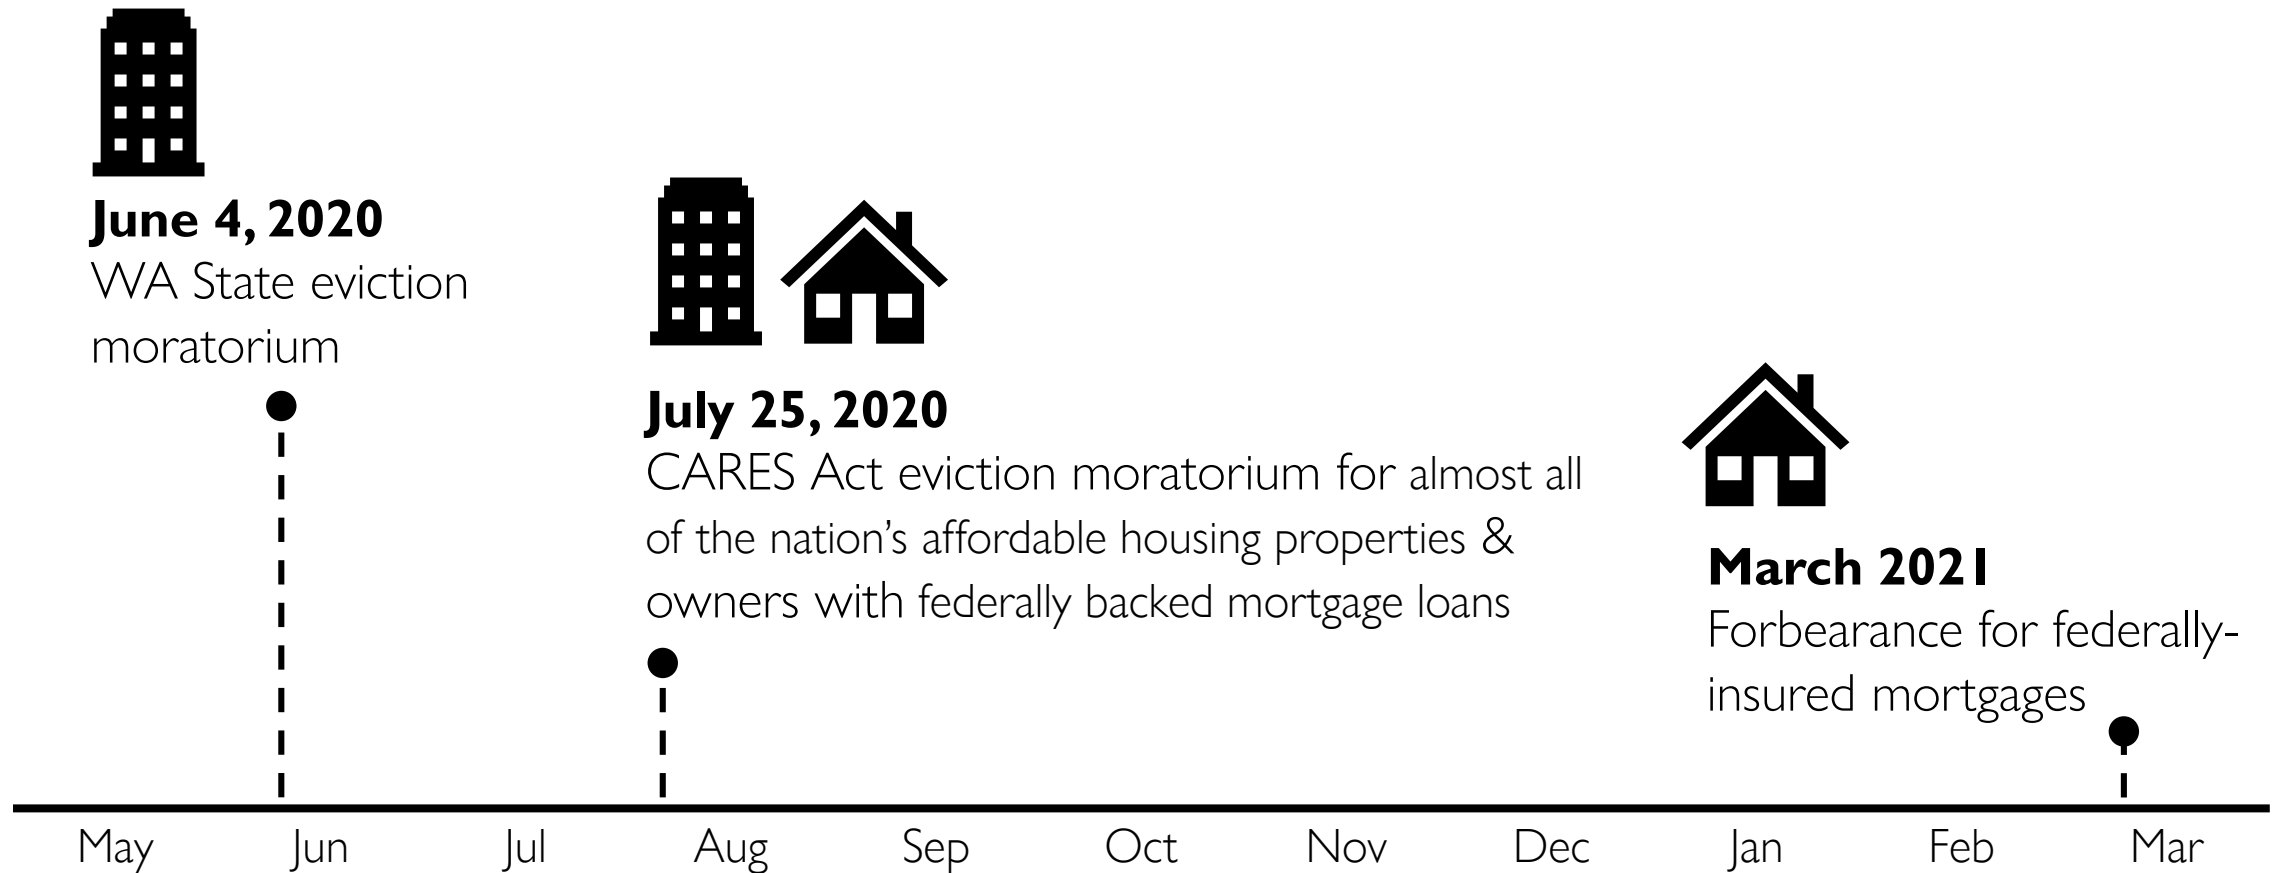 June 4, 2020
WA State eviction
moratorium
July 25, 2020
CARES Act eviction moratorium for almost all
of the nation’s affordable housing properties &
owners with federally backed mortgage loans
March 2021
Forbearance for federally-
insured mortgages
May Jun Jul Aug Sep Oct Nov Dec Jan Feb Mar